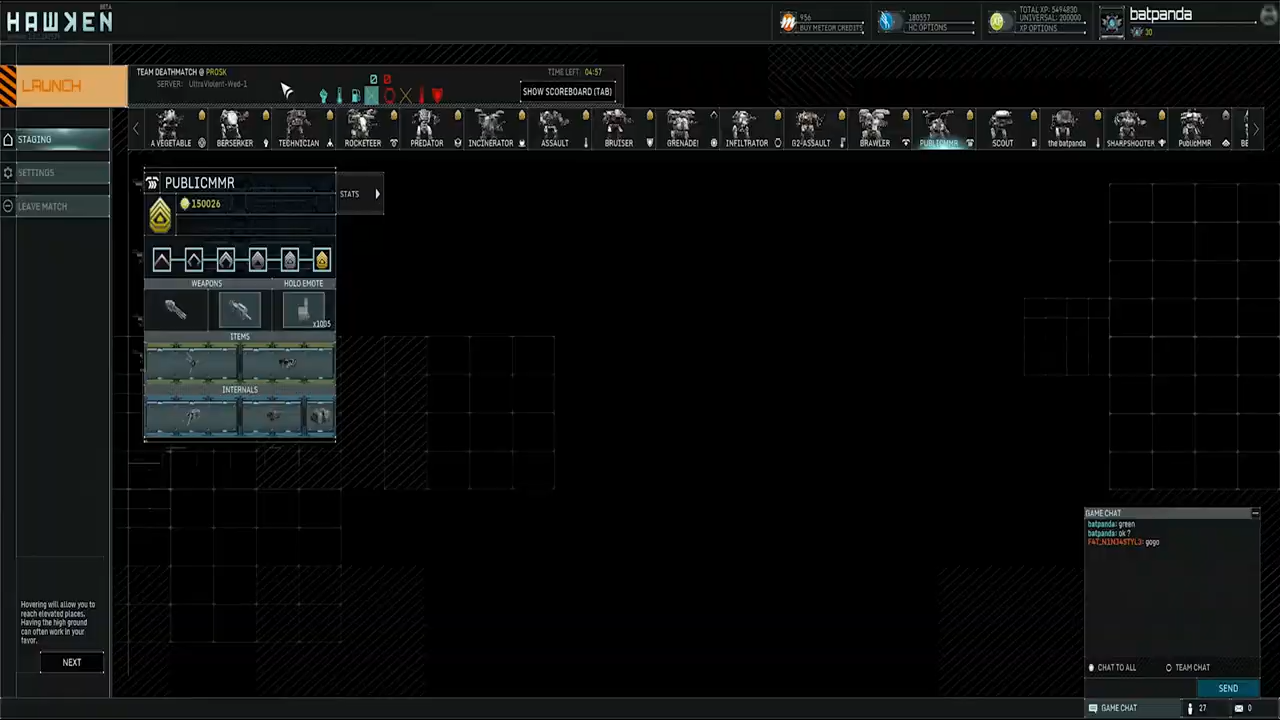 HAWKEN
BETA
956
BUY METEOR CREDITS
180557
HC OPTIONS
TOTAL XP: 5494830
UNIVERSAL: 200000
XP OPTIONS
batpanda
30
LAUNCH
TEAM DEATHMATCH @ PROSK
SERVER: UltraViolent-Wed-1
TIME LEFT: 04:57
SHOW SCOREBOARD (TAB)
STAGING
SETTINGS
LEAVE MATCH
A VEGETABLE
BERSERKER
TECHNICIAN
ROCKETEER
PREDATOR
INCINERATOR
ASSAULT
BRUISER
GRENADE!
INFILTRATOR
G2-ASSAULT
BRAWLER
PUBLICMMR
SCOUT
the batpanda
SHARPSHOOTER
PublicMMR
BE
PUBLICMMR
150026
STATS
WEAPONS
HOLO EMOTE
x1005
ITEMS
INTERNALS
GAME CHAT
batpanda: green
batpanda: ok ?
gogo
Hovering will allow you to
reach elevated places.
Having the high ground
can often work in your
favor.
NEXT
CHAT TO ALL
TEAM CHAT
SEND
GAME CHAT
27
0